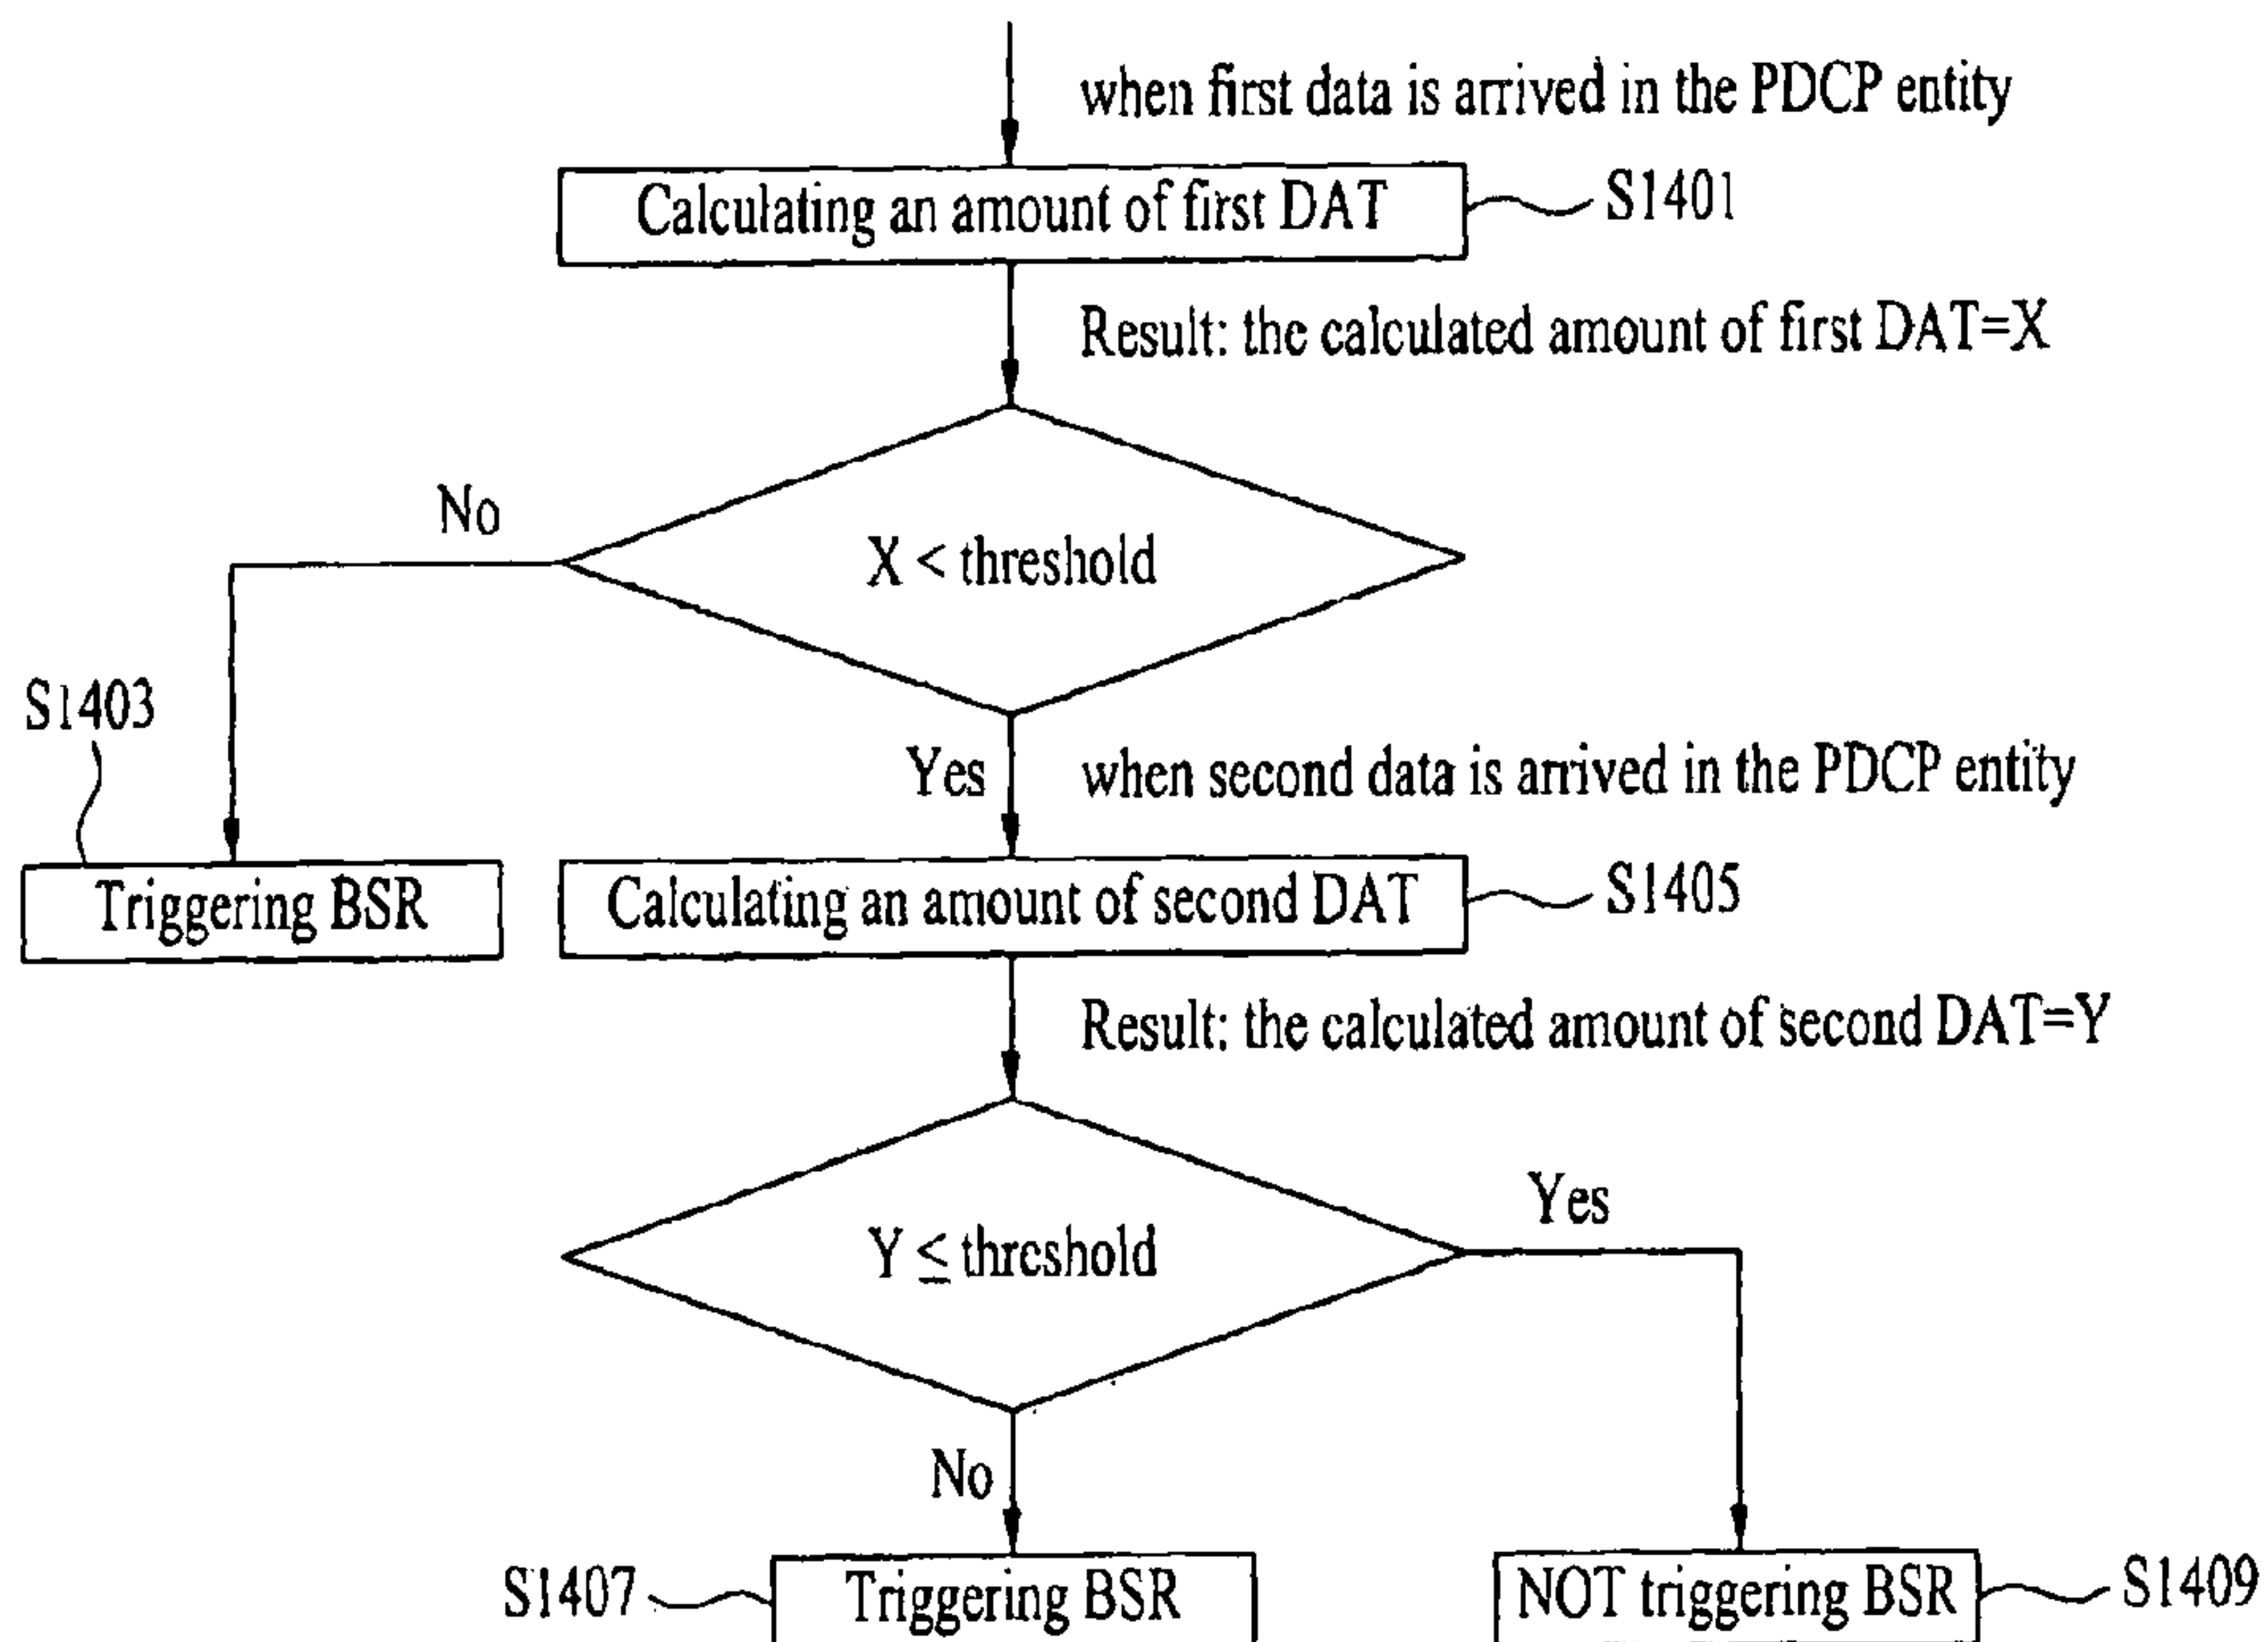 when first data is arrived in the PDCP entity
Calculating an amount of first DAT
S1401
Result: the calculated amount of first DAT=X
No
X < threshold
S1403
Yes
when second data is arrived in the PDCP entity
Triggering BSR
Calculating an amount of second DAT
S1405
Result: the calculated amount of second DAT=Y
Yes
Y ≤ threshold
No
S1407
Triggering BSR
NOT triggering BSR
S1409